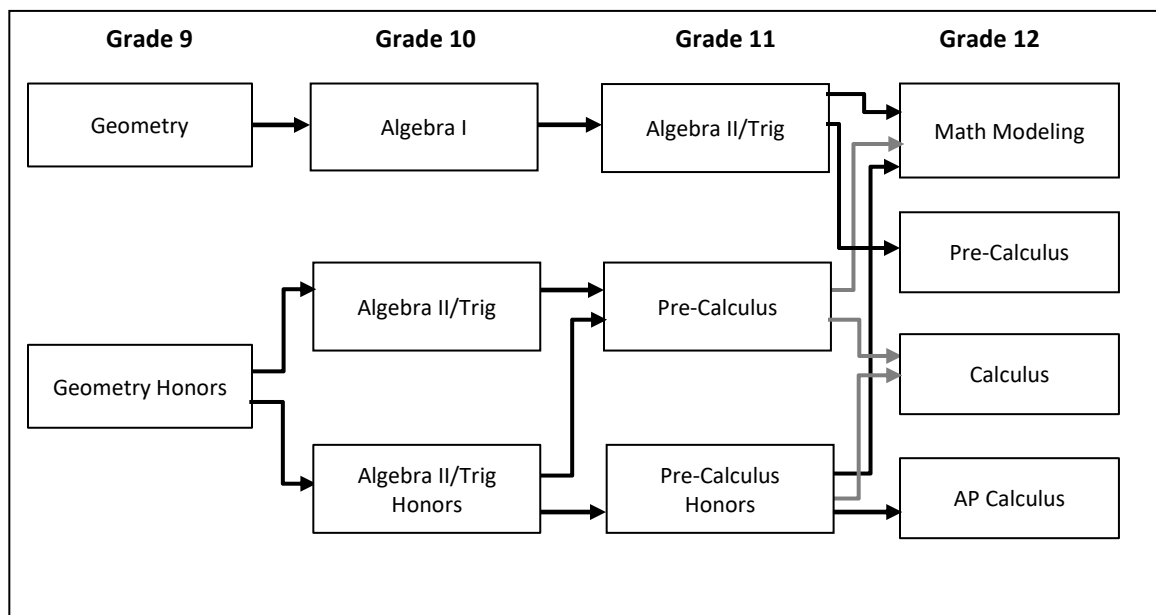 Grade 9 Grade 10 Grade 11 Grade 12
Geometry
Algebra I
Algebra II/Trig
Math Modeling
Pre-Calculus
Algebra II/Trig
Pre-Calculus
Geometry Honors
Calculus
Algebra II/Trig
Honors
Pre-Calculus
Honors
AP Calculus